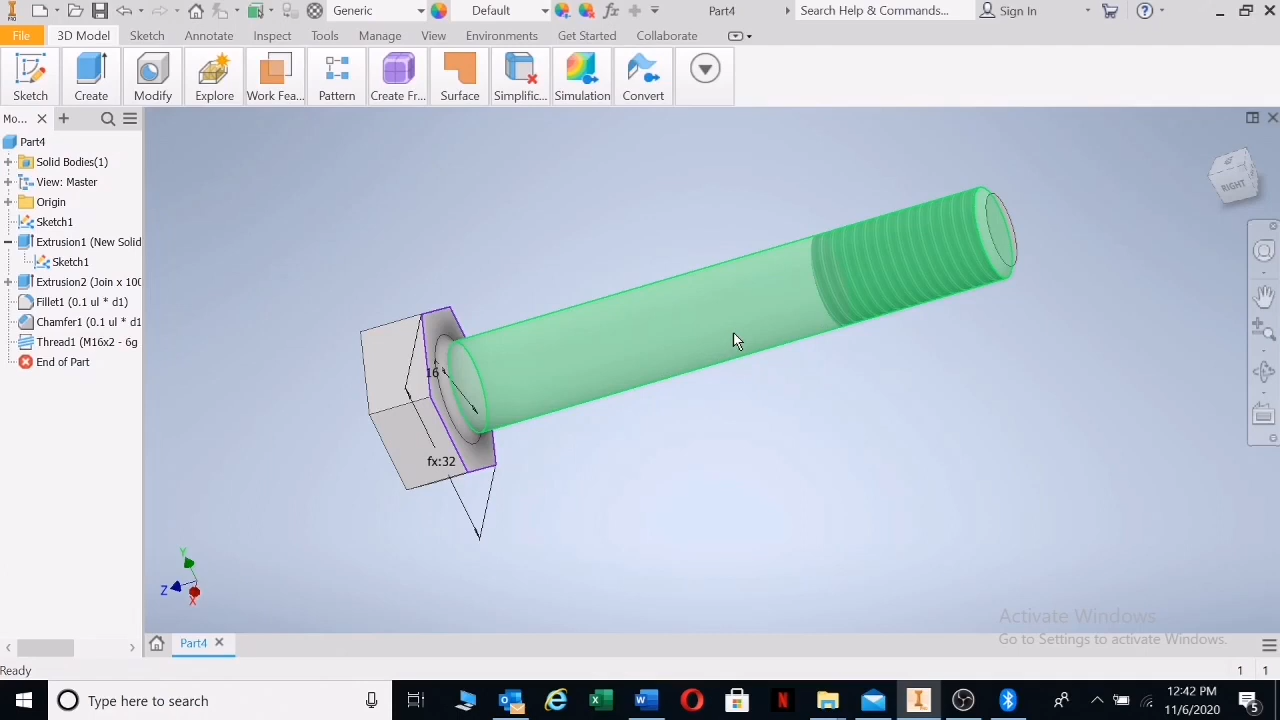 Generic
Default
fx
Part4
Search Help & Commands...
Sign In
File
3D Model
Sketch
Annotate
Inspect
Tools
Manage
View
Environments
Get Started
Collaborate
Sketch
Create
Modify
Explore
Work Fea...
Pattern
Create Fr...
Surface
Simplific...
Simulation
Convert
Mo...
Part4
Solid Bodies(1)
View: Master
Origin
Sketch1
Extrusion1 (New Solid
Sketch1
Extrusion2 (Join x 100
Fillet1 (0.1 ul * d1)
Chamfer1 (0.1 ul * d1
Thread1 (M16x2 - 6g
End of Part
RIGHT
16
fx:32
Y
Z
X
Activate Windows
Go to Settings to activate Windows.
Part4
Ready
1 1
Type here to search
12:42 PM
11/6/2020
5